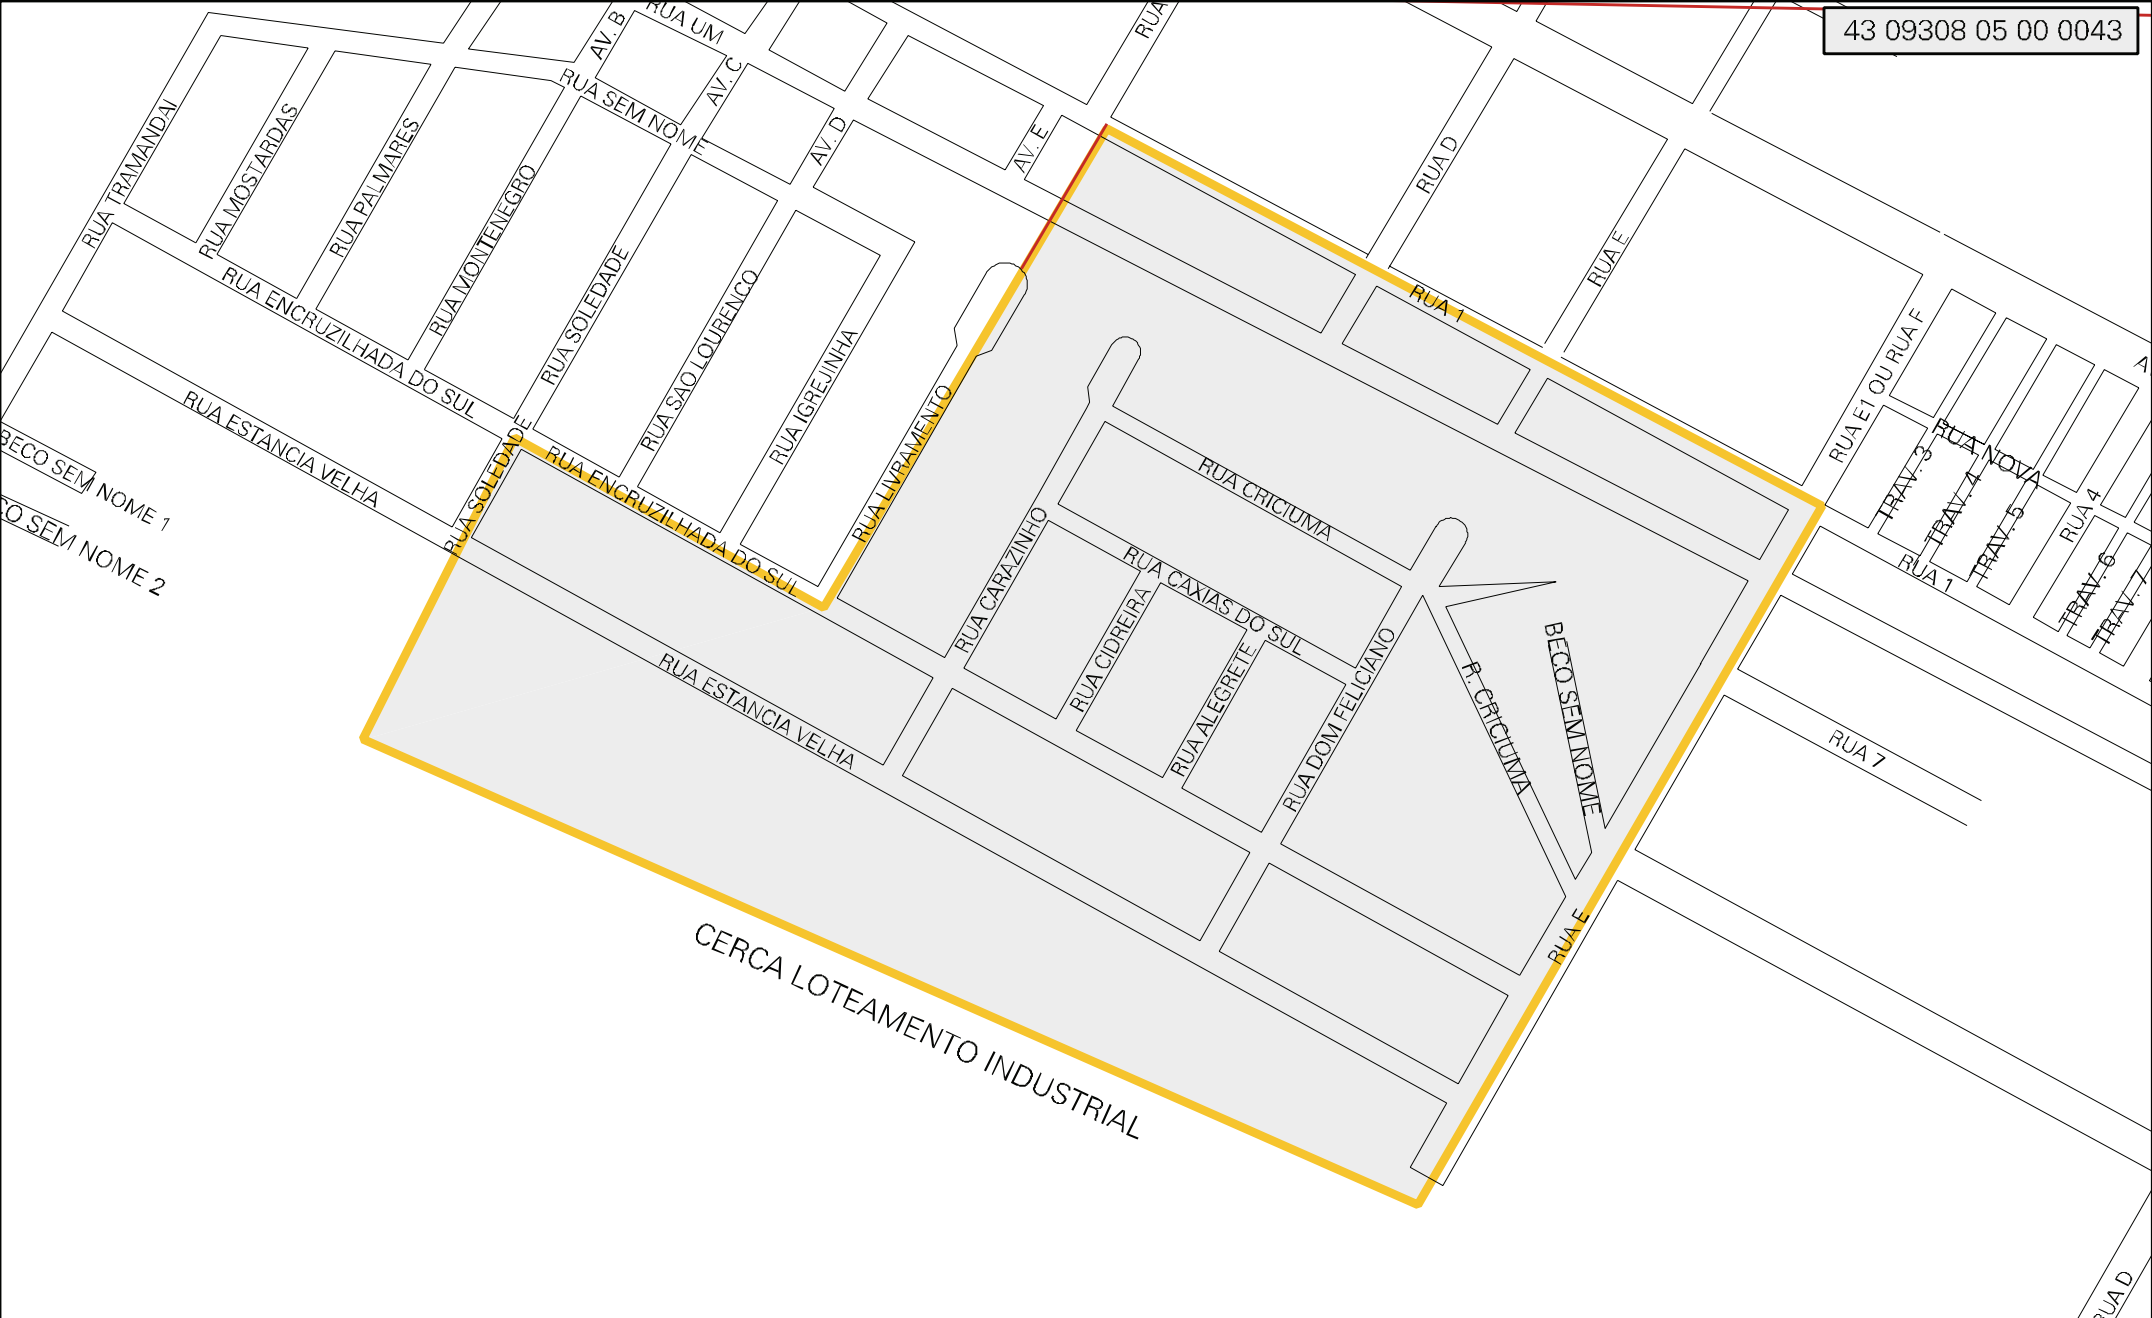 43 09308 05 00 0043
RUA UM
AV. B
AV. C
RUA SEM NOME
AV. D
AV. E
RUA
RUA D
RUA E
RUA TRAMANDAI
RUA MOSTARDAS
RUA PALMARES
RUA MONTENEGRO
RUA SOLEDADE
RUA SAO LOURENCO
RUA IGREJINHA
RUA LIVRAMENTO
RUA ENCRUZILHADA DO SUL
RUA ESTANCIA VELHA
BECO SEM NOME 1
CO SEM NOME 2
RUA SOLEDADE
RUA ENCRUZILHADA DO SUL
RUA ESTANCIA VELHA
RUA 1
RUA CRICIUMA
RUA CARAZINHO
RUA CAXIAS DO SUL
RUA CIDREIRA
RUA ALEGRETE
RUA DOM FELICIANO
R. CRICIUMA
BECO SEM NOME
RUA E
RUA E1 OU RUA F
RUA NOVA
TRAV. 3
TRAV. 4
TRAV. 5
RUA 4
TRAV. 6
TRAV. 7
RUA 1
RUA 7
A
CERCA LOTEAMENTO INDUSTRIAL
RUA D